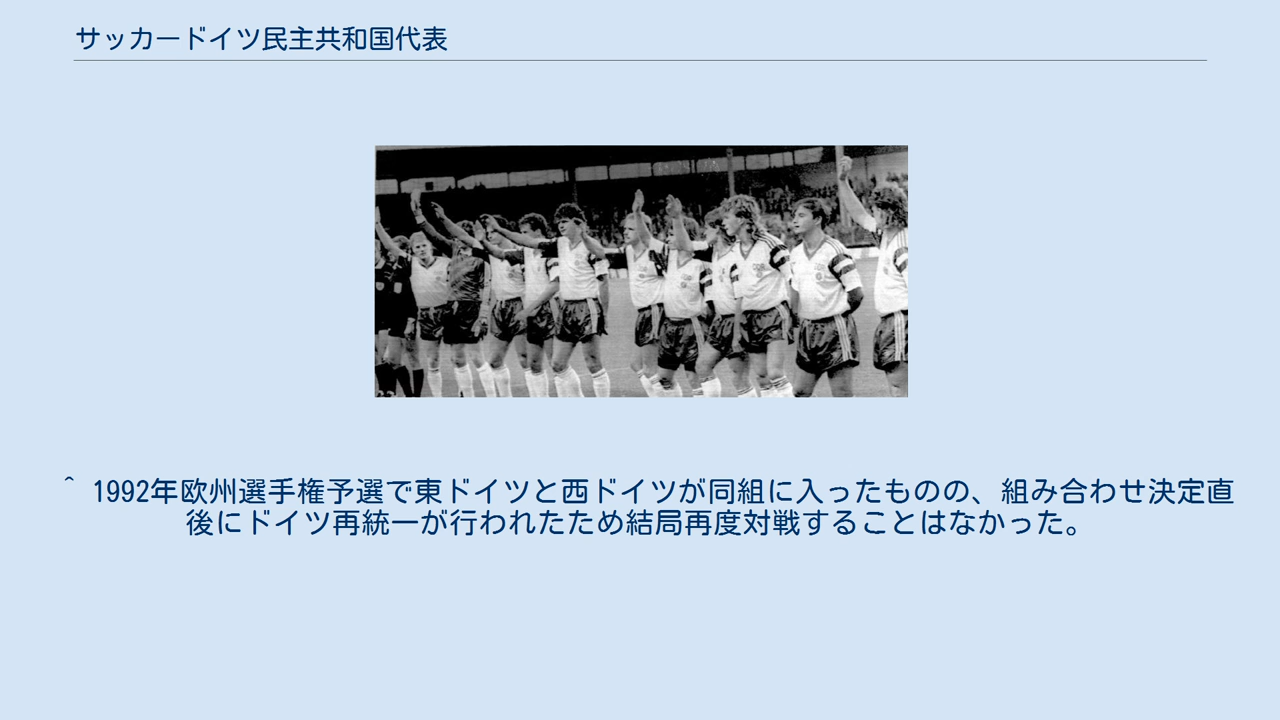 サッカードイツ民主共和国代表
^ 1992年欧州選手権予選で東ドイツと西ドイツが同組に入ったものの、組み合わせ決定直
後にドイツ再統一が行われたため結局再度対戦することはなかった。